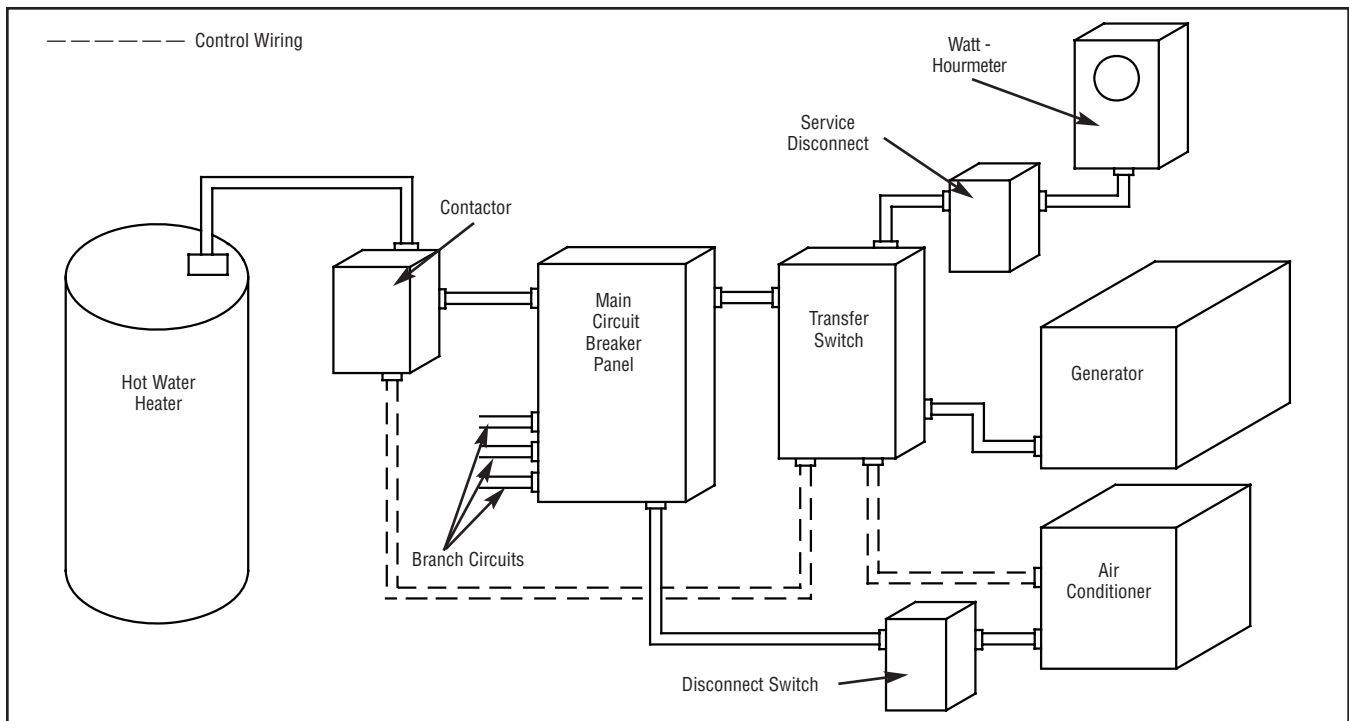 Control Wiring
Watt -
Hourmeter
Service
Disconnect
Contactor
Main
Circuit
Breaker
Panel
Transfer
Switch
Generator
Hot Water
Heater
Branch Circuits
Air
Conditioner
Disconnect Switch